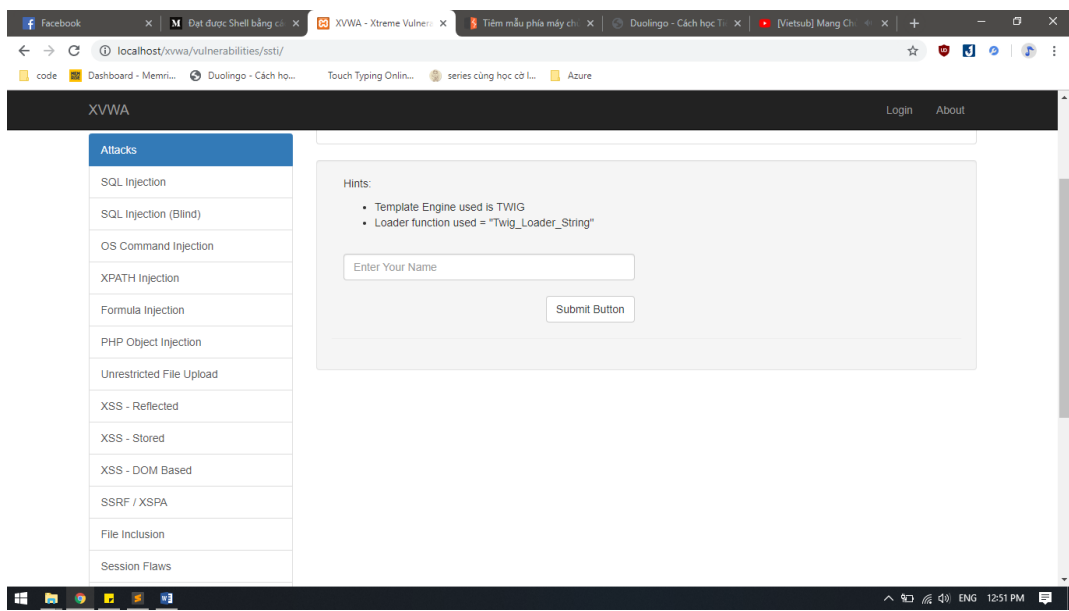 Facebook
Đạt được Shell bằng cá
XVWA - Xtreme Vulnera
Tiêm mẫu phía máy ch
Duolingo - Cách học Ti
[Vietsub] Mang Ch
localhost/xvwa/vulnerabilities/ssti/
code
Dashboard - Memri...
Duolingo - Cách họ...
Touch Typing Onlin...
series cùng học cờ l...
Azure
XVWA
Login
About
Attacks
SQL Injection
SQL Injection (Blind)
OS Command Injection
XPATH Injection
Formula Injection
PHP Object Injection
Unrestricted File Upload
XSS - Reflected
XSS - Stored
XSS - DOM Based
SSRF / XSPA
File Inclusion
Session Flaws
Hints:
• Template Engine used is TWIG
• Loader function used = "Twig_Loader_String"
Enter Your Name
Submit Button
ENG
12:51 PM